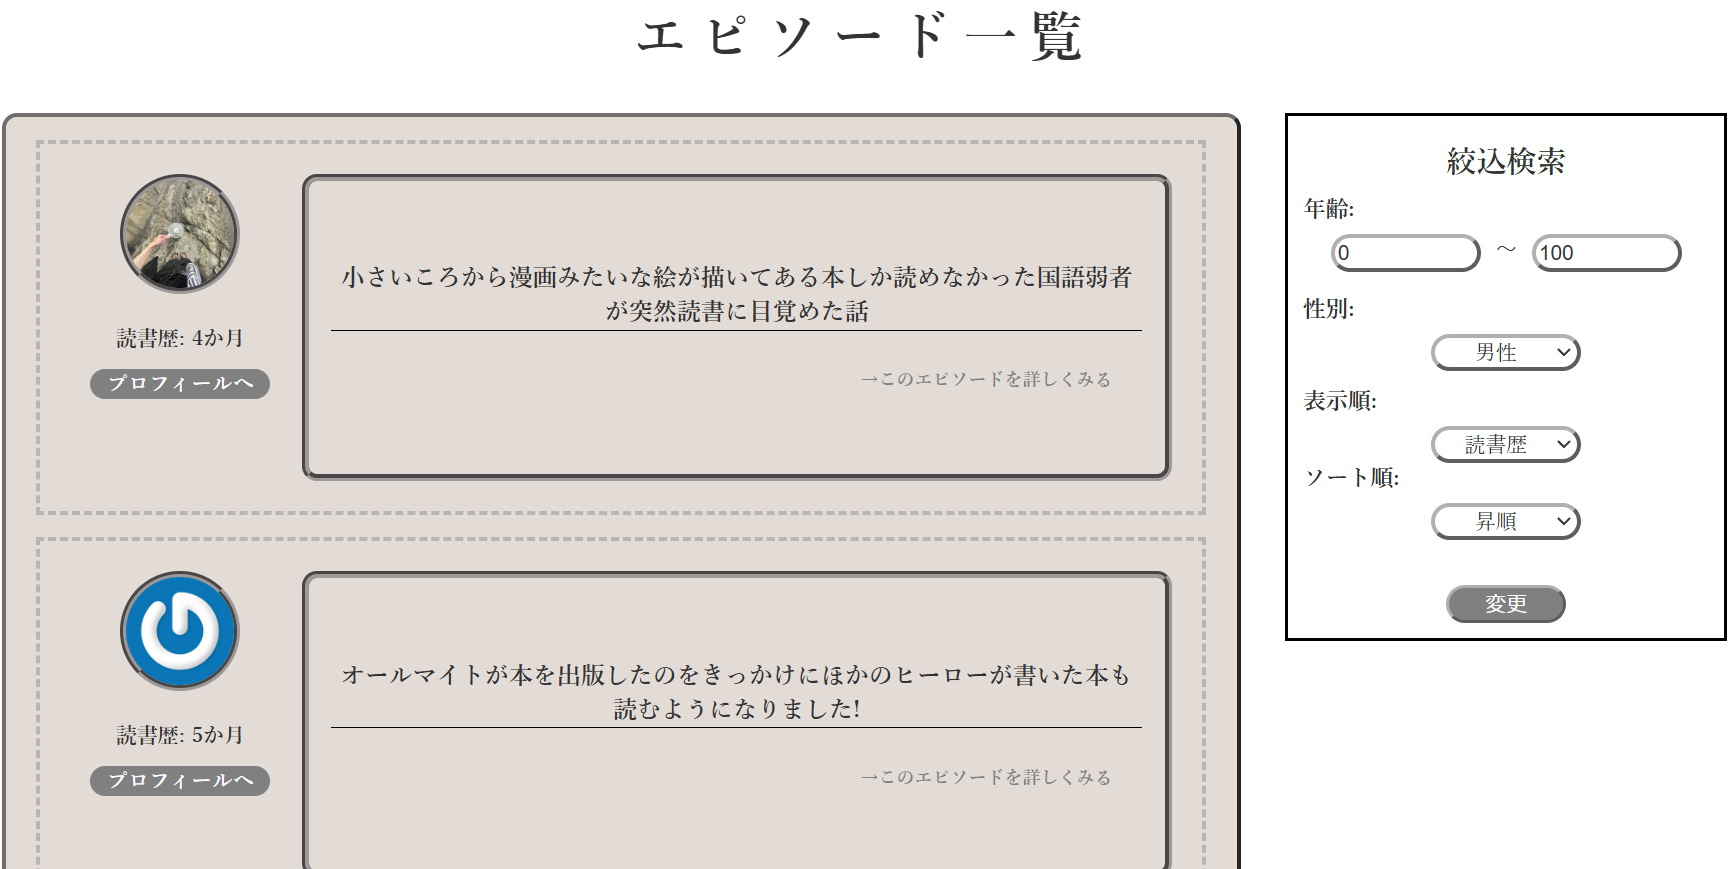 エピソード一覧
小さいころから漫画みたいな絵が描いてある本しか読めなかった国語弱者
が突然読書に目覚めた話
読書歴: 4か月
→このエピソードを詳しくみる
プロフィールへ
オールマイトが本を出版したのをきっかけにほかのヒーローが書いた本も
読むようになりました!
読書歴: 5か月
→このエピソードを詳しくみる
プロフィールへ
絞込検索
年齢:
0 ～ 100
性別:
男性
表示順:
読書歴
ソート順:
昇順
変更